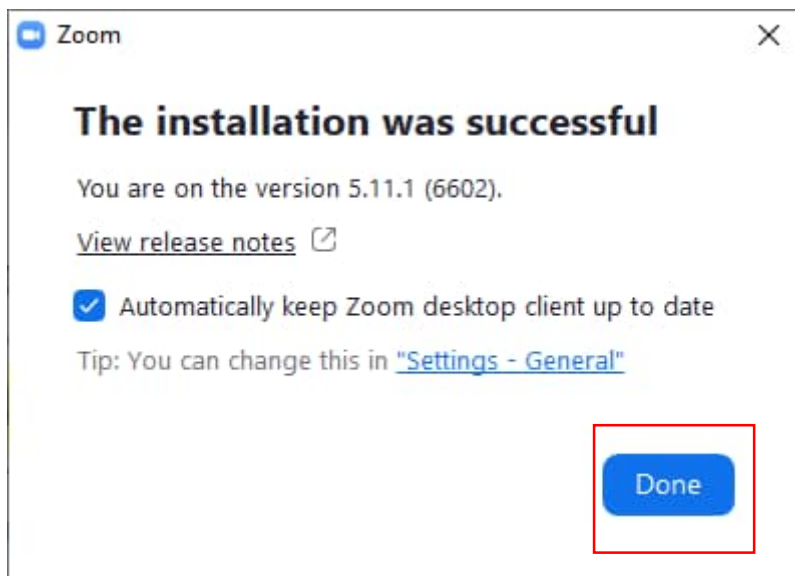 Zoom
The installation was successful
You are on the version 5.11.1 (6602).
View release notes
Automatically keep Zoom desktop client up to date
Tip: You can change this in "Settings - General"
Done